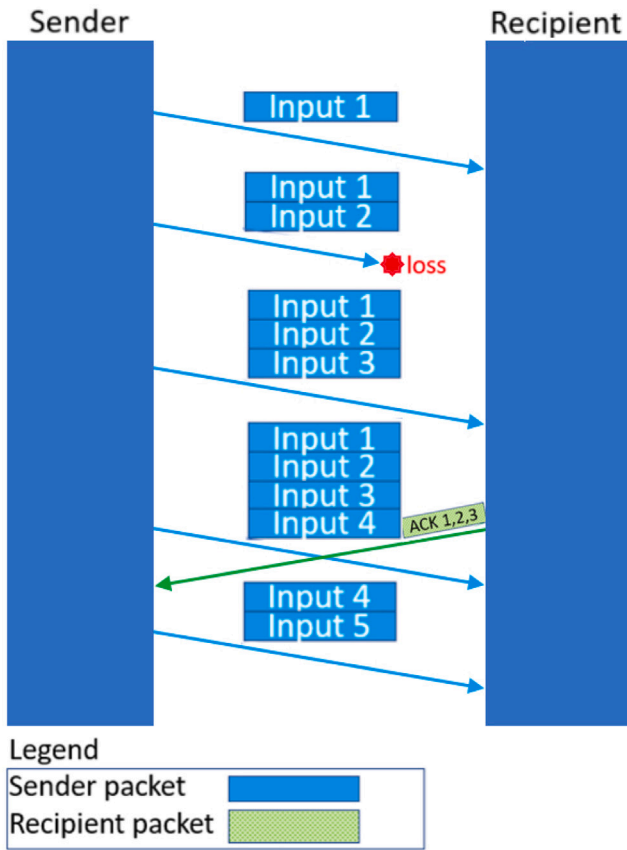 Sender
Recipient
Input 1
Input 1
Input 2
loss
Input 1
Input 2
Input 3
Input 1
Input 2
Input 3
Input 4
ACK 1,2,3
Input 4
Input 5
Legend
Sender packet
Recipient packet